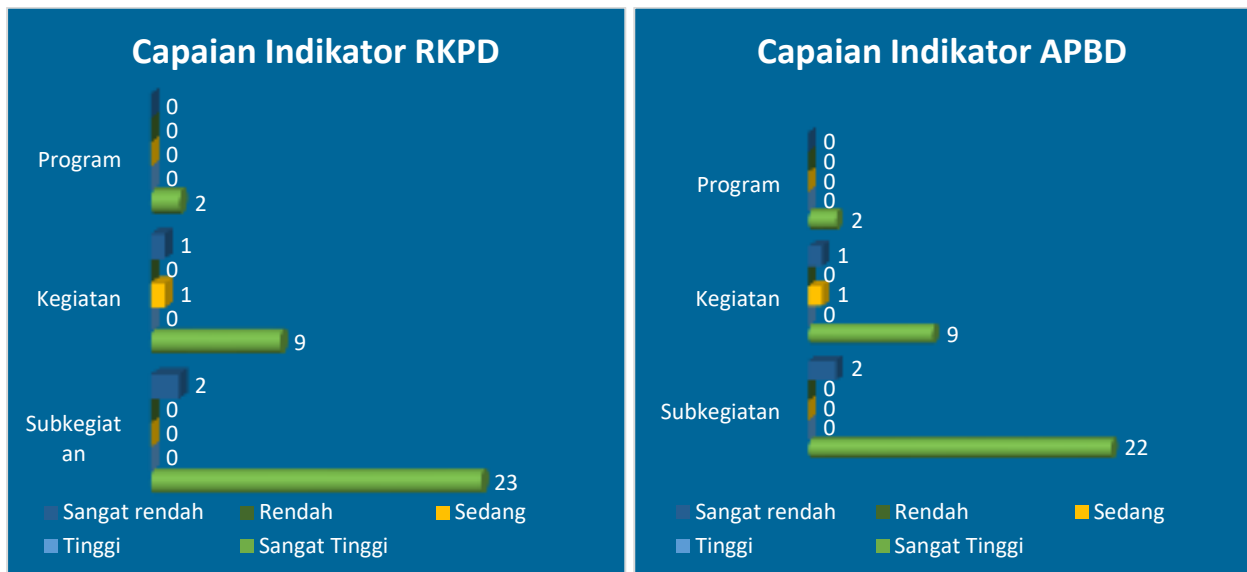 Capaian Indikator RKPD
0
0
Program
0
0
2
1
0
Kegiatan
1
0
9
2
0
Subkegiat
an
0
0
23
Sangat rendah
Rendah
Sedang
Tinggi
Sangat Tinggi
Capaian Indikator APBD
0
0
Program
0
0
2
1
0
Kegiatan
1
0
9
2
0
Subkegiatan
0
0
22
Sangat rendah
Rendah
Sedang
Tinggi
Sangat Tinggi